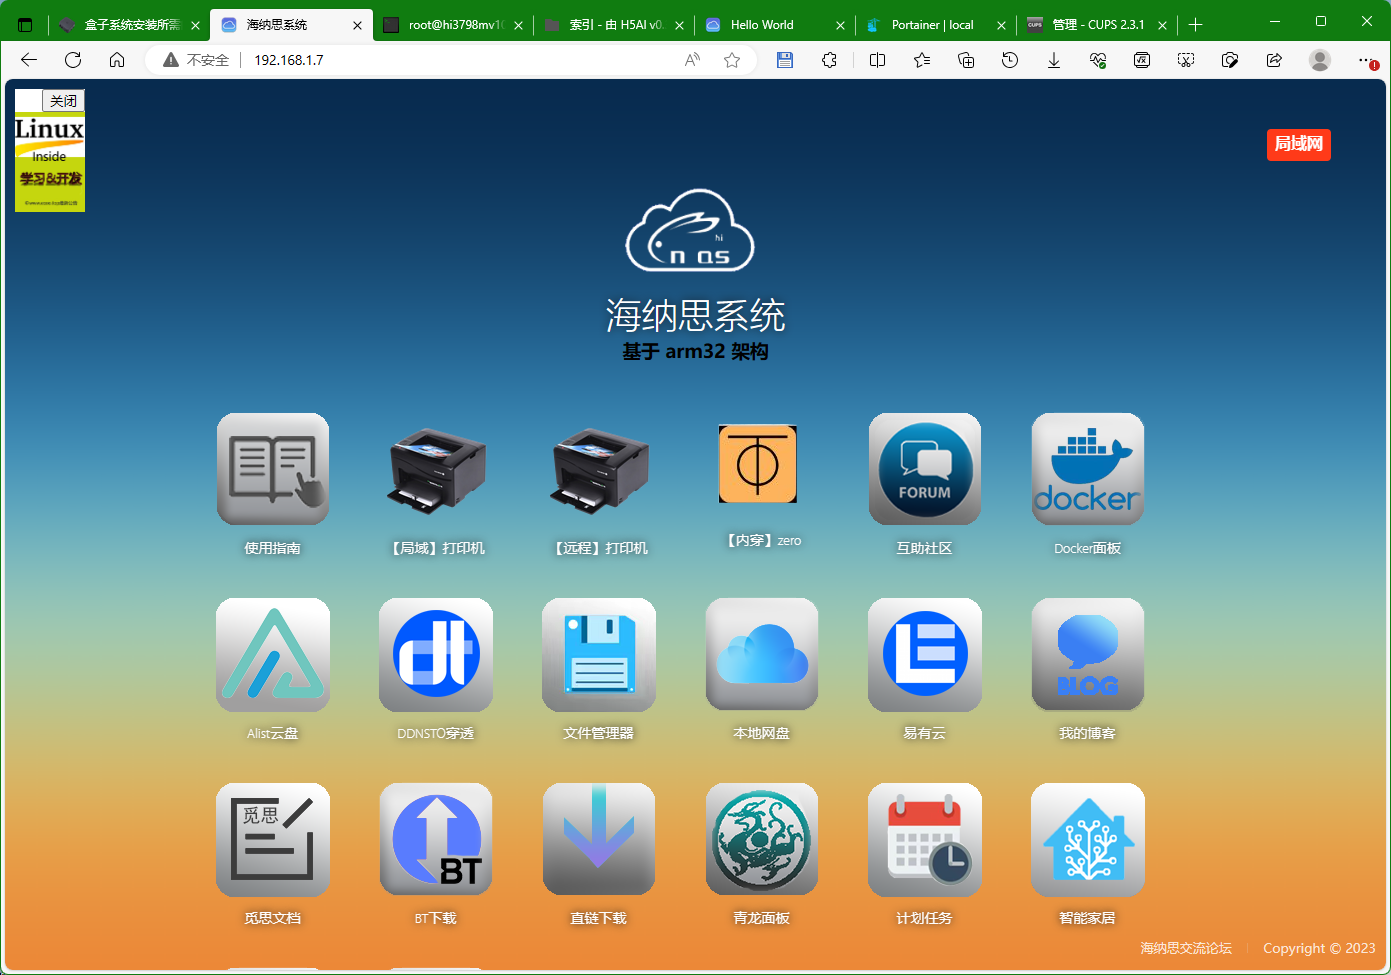 盒子系统安装所需
海纳思系统
root@hi3798mv10
索引 - 由 H5AI v0.
Hello World
Portainer | local
CUPS
管理 - CUPS 2.3.1
不安全
192.168.1.7
关闭
Linux
Inside
学习&开发
局域网
hi
nas
海纳思系统
基于 arm32 架构
FORUM
docker
使用指南
【局域】打印机
【远程】打印机
【内穿】zero
互助社区
Docker面板
BLOG
Alist云盘
DDNSTO穿透
文件管理器
本地网盘
易有云
我的博客
觅思
BT
觅思文档
BT下载
直链下载
青龙面板
计划任务
智能家居
海纳思交流论坛
Copyright © 2023